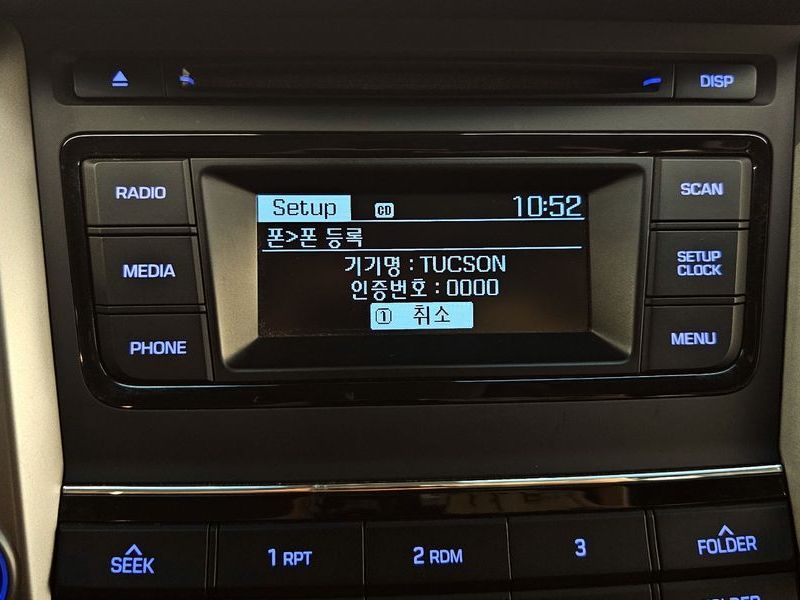 DISP
RADIO
MEDIA
PHONE
Setup CD 10:52
폰>폰 등록
기기명 : TUCSON
인증번호 : 0000
① 취소
SCAN
SETUP
CLOCK
MENU
SEEK
1 RPT
2 RDM
3
FOLDER
FOLDER